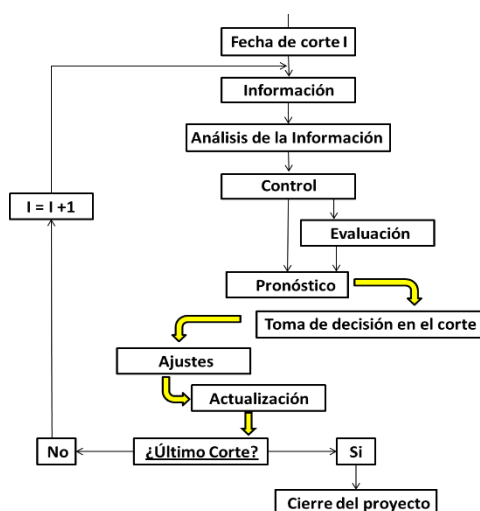 Fecha de corte I
Información
Análisis de la Información
Control
I = I +1
Evaluación
Pronóstico
Toma de decisión en el corte
Ajustes
Actualización
No
¿Último Corte?
Si
Cierre del proyecto